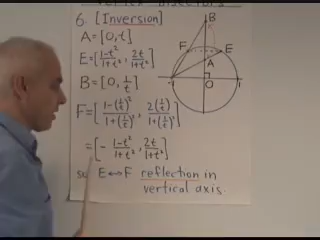 6. [Inversion]
A = [0, t]
E = [1-t²/1+t², 2t/1+t²]
B = [0, 1/t]
F = [1-(1/t)²/1+(1/t)², 2(1/t)/1+(1/t)²]
= [- 1-t²/1+t², 2t/1+t²]
E ↔ F reflection in
vertical axis.
B
F
E
A
O